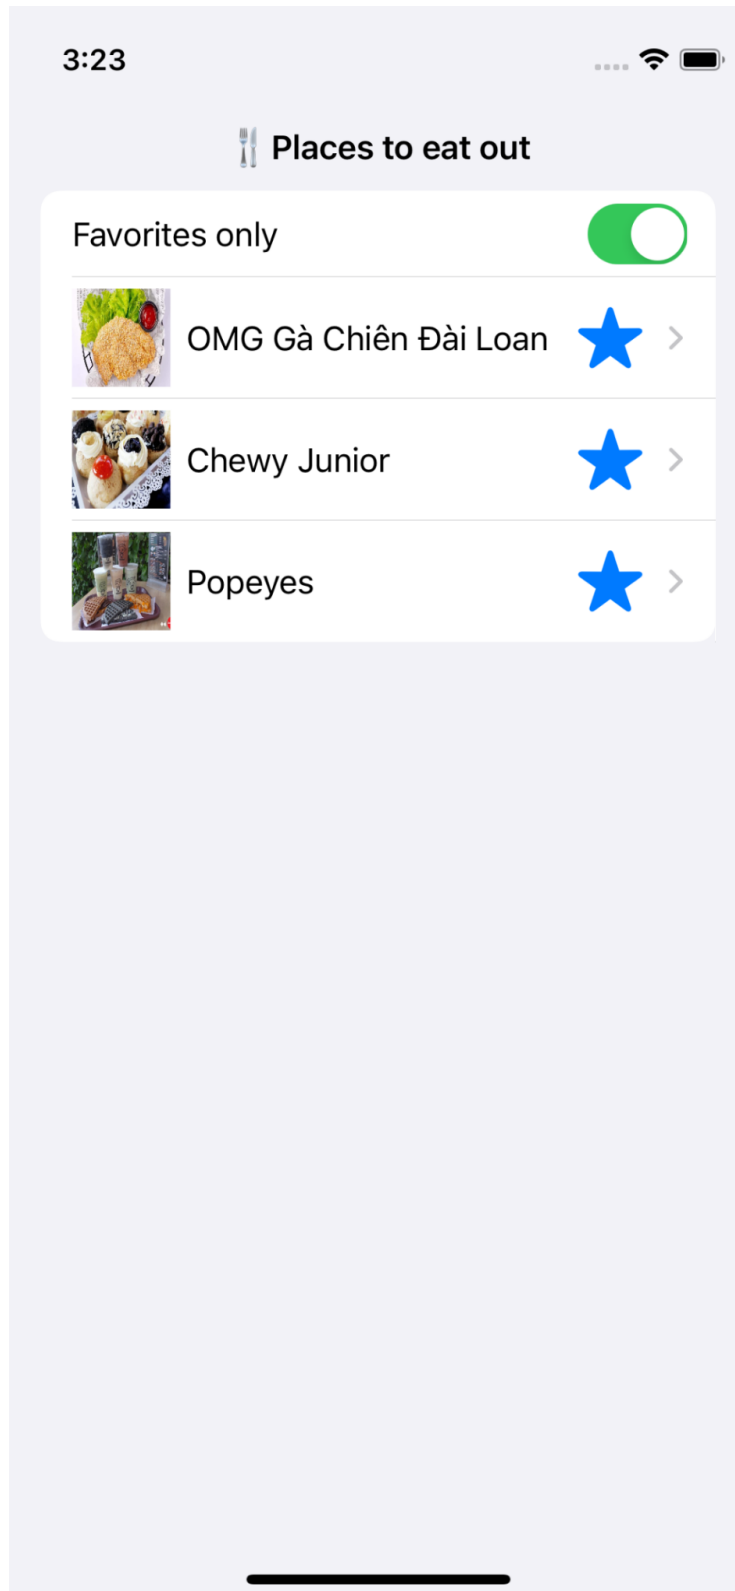 3:23
🍴 Places to eat out
Favorites only
OMG Gà Chiên Đài Loan
Chewy Junior
Popeyes